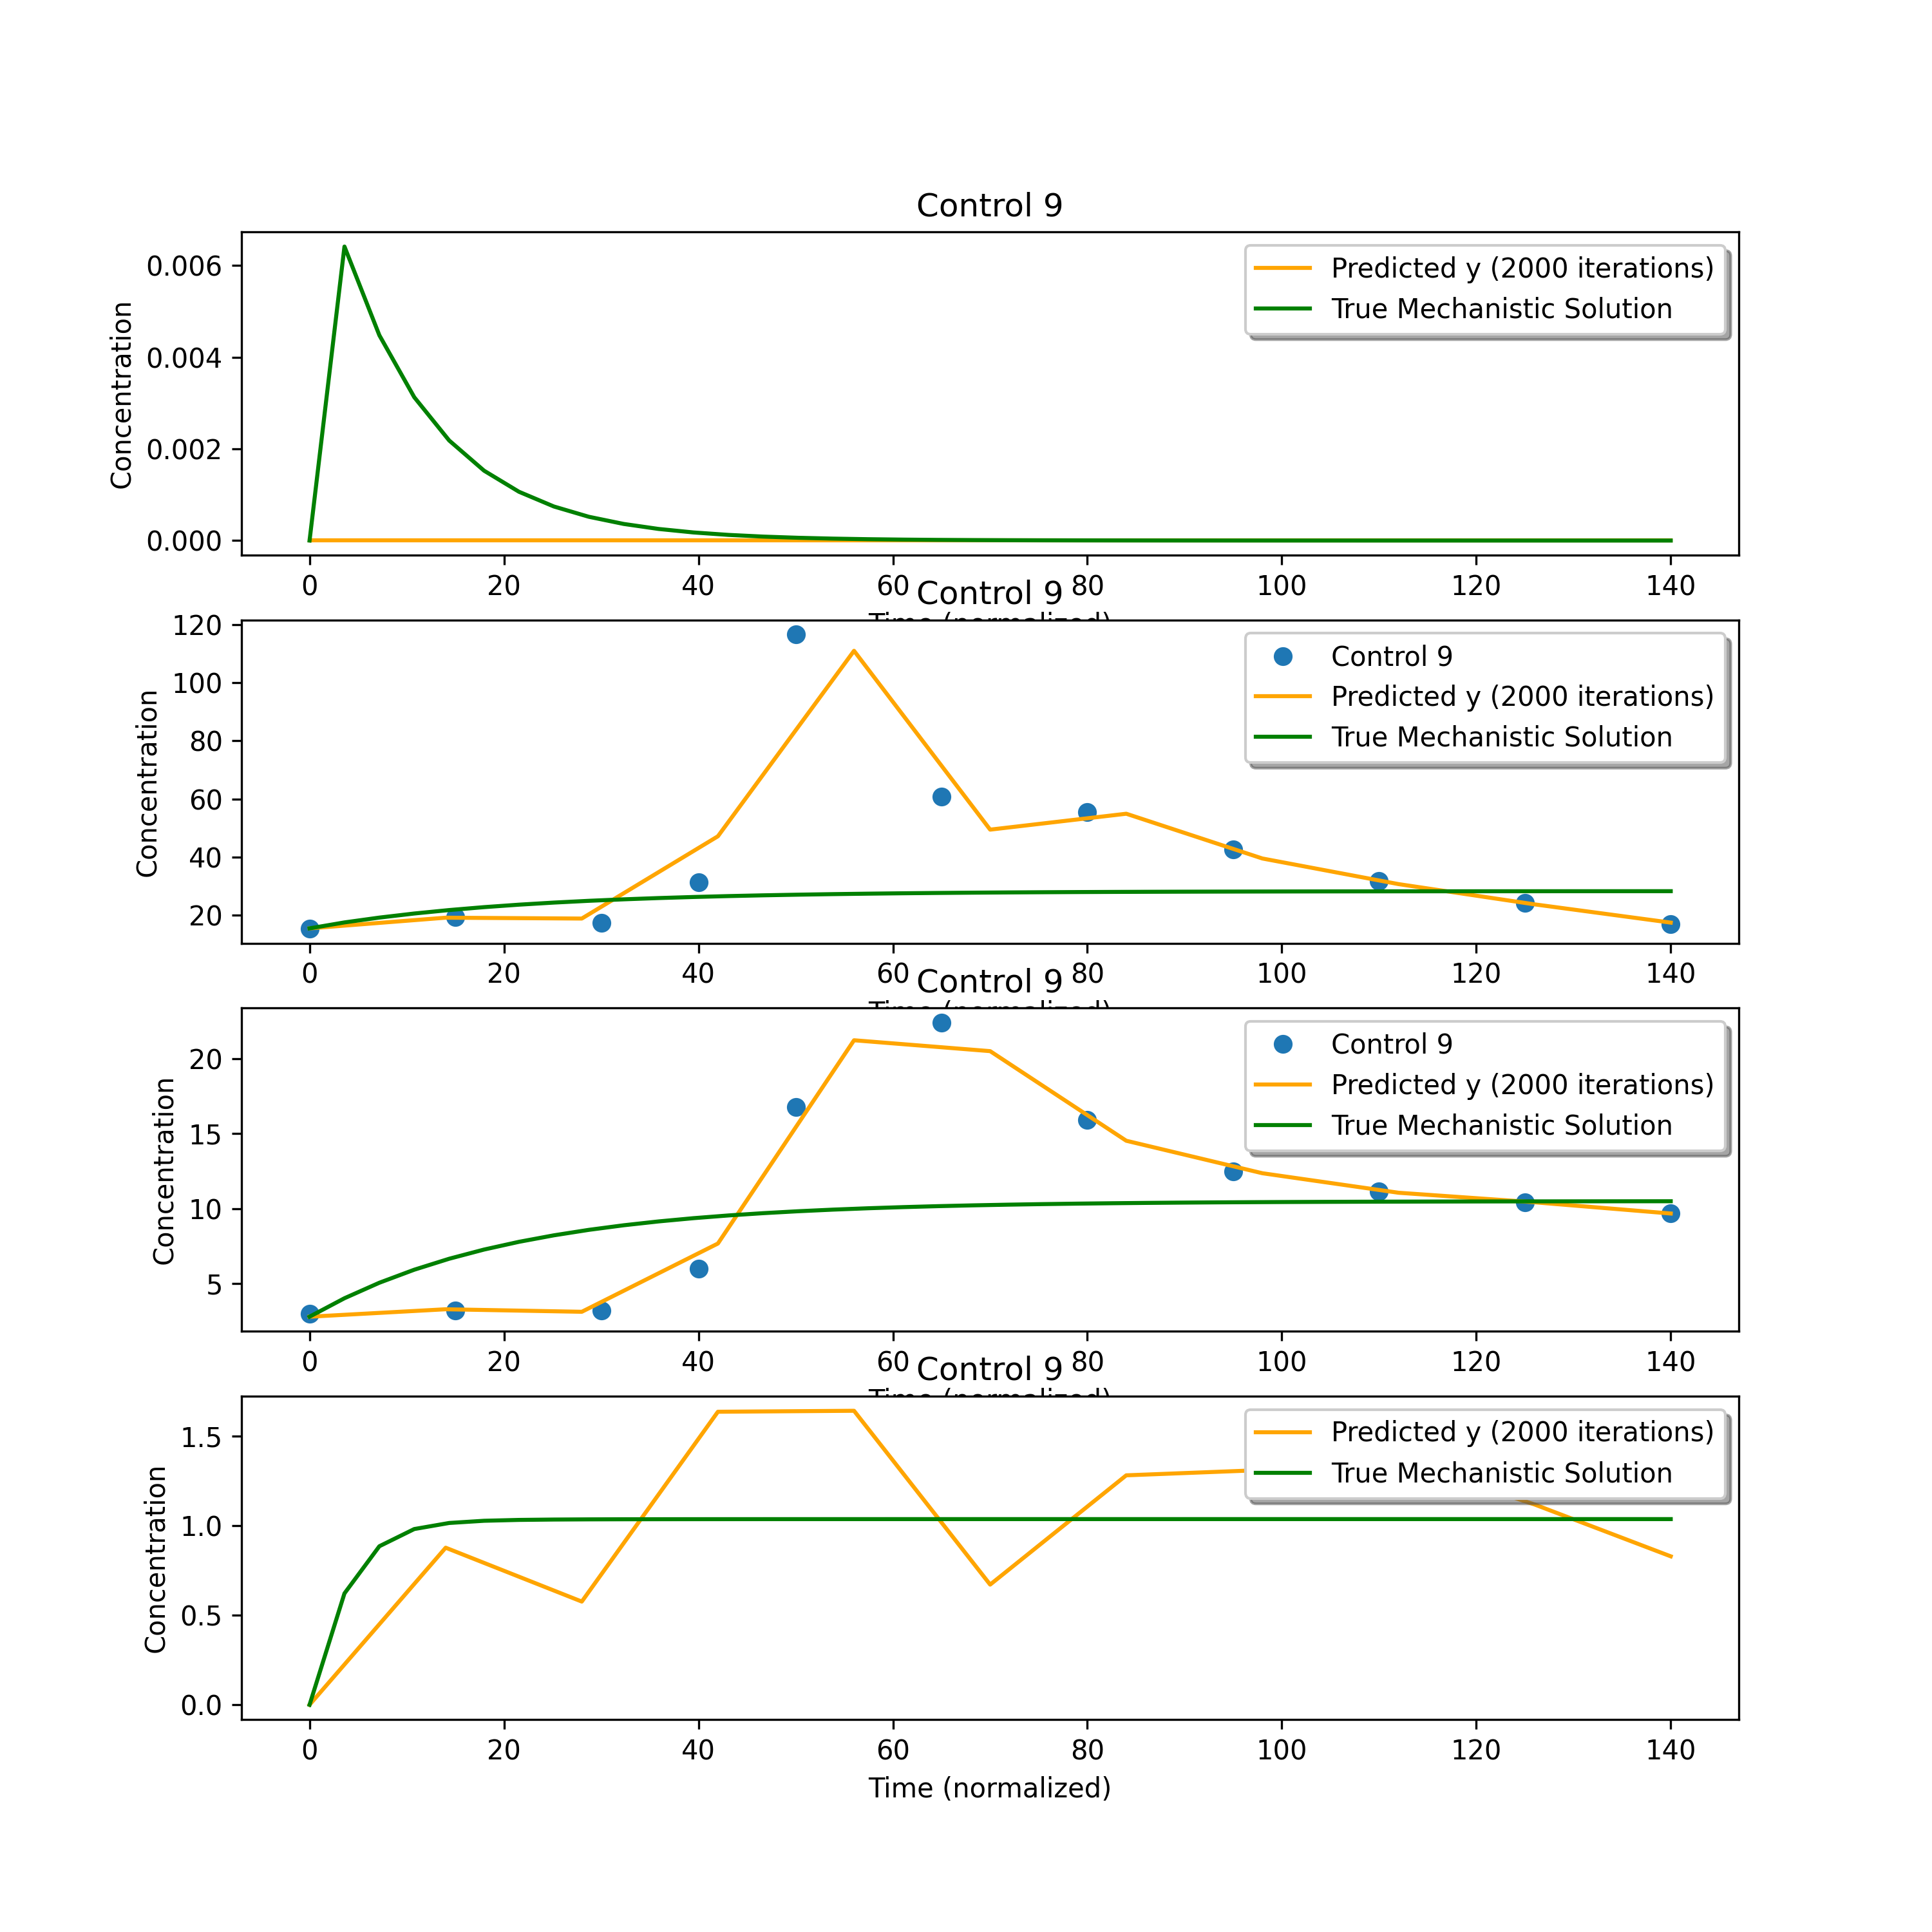 Control 9
Concentration
0.006
0.004
0.002
0.000
Predicted y (2000 iterations)
True Mechanistic Solution
0 20 40 60 80 100 120 140
Control 9
Concentration
120
100
80
60
40
20
Control 9
Predicted y (2000 iterations)
True Mechanistic Solution
0 20 40 60 80 100 120 140
Control 9
Concentration
20
15
10
5
Control 9
Predicted y (2000 iterations)
True Mechanistic Solution
0 20 40 60 80 100 120 140
Control 9
Concentration
1.5
1.0
0.5
0.0
Predicted y (2000 iterations)
True Mechanistic Solution
0 20 40 60 80 100 120 140
Time (normalized)